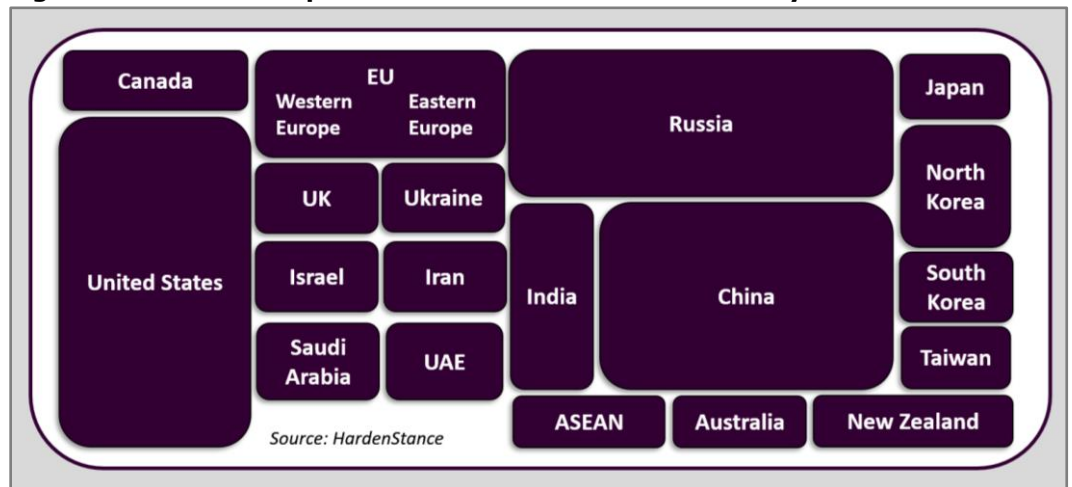 Canada
United States
EU
Western
Europe
Eastern
Europe
UK
Ukraine
Israel
Iran
Saudi
Arabia
UAE
Source: HardenStance
Russia
India
China
Japan
North
Korea
South
Korea
Taiwan
ASEAN
Australia
New Zealand